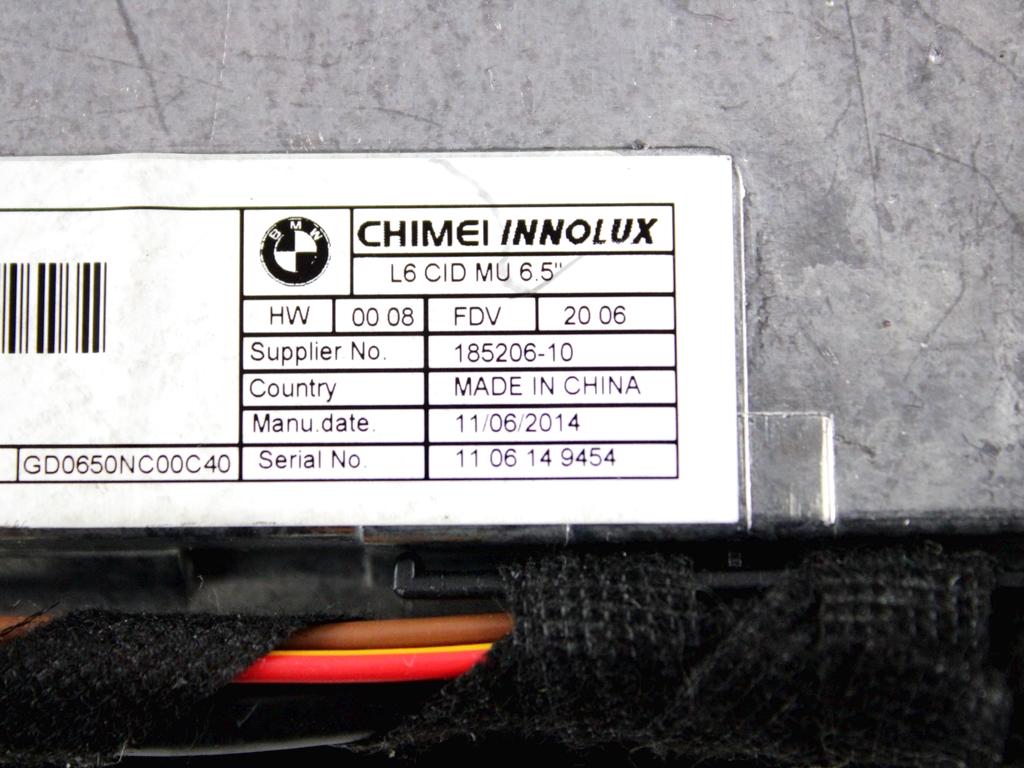 BMW
CHIMEI INNOLUX
L6 CID MU 6.5"
HW 00 08 FDV 20 06
Supplier No. 185206-10
Country MADE IN CHINA
Manu.date. 11/06/2014
GD0650NC00C40 Serial No. 11 06 14 9454